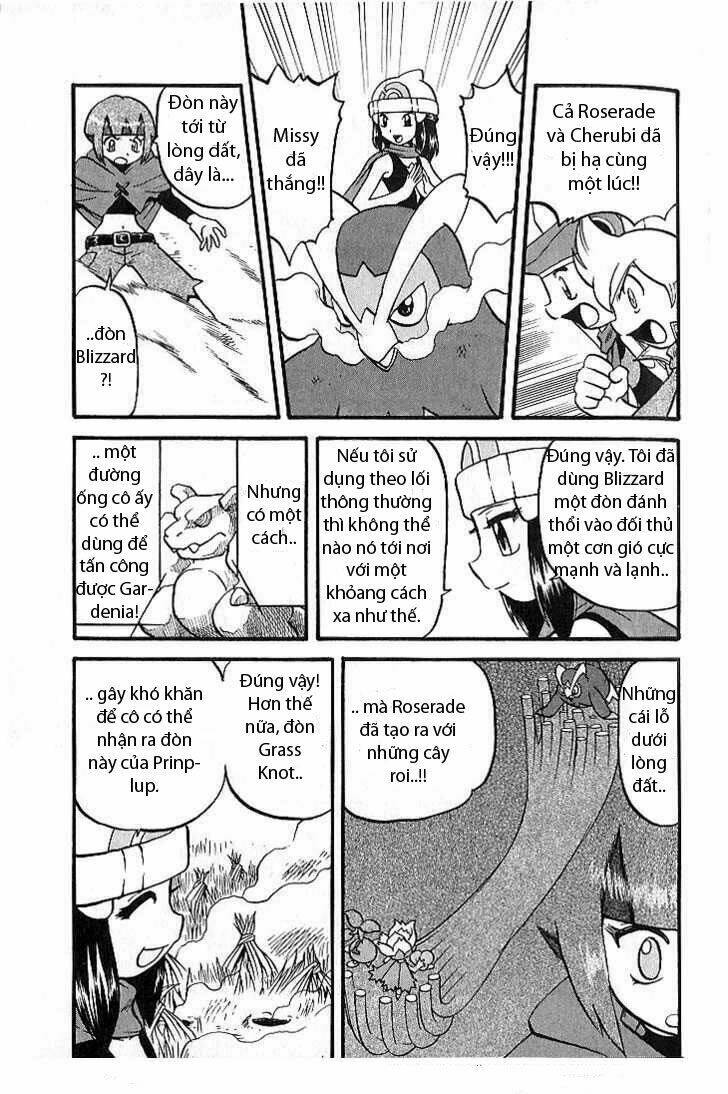 Cả Roserade
và Cherubi dã
bị hạ cùng
một lúc!!
Đúng
vậy!!!
Missy
dã
thắng!!
Đòn này
tới từ
lòng dất,
dây là...
..đòn
Blizzard
?!
Đúng vậy. Tôi đã
dùng Blizzard
một đòn đánh
thổi vào đối thủ
một cơn gió cực
mạnh và lạnh..
Nếu tôi sử
dụng theo lối
thông thường
thì không thể
nào nó tới nơi
với một
khỏang cách
xa như thế.
Nhưng
có một
cách..
.. một
đường
ống cô ấy
có thể
dùng để
tấn công
được Gar-
denia!
Những
cái lỗ
dưới
lòng
đất..
.. mà Roserade
đã tạo ra với
những cây
roi..!!
Đúng vậy!
Hơn thế
nữa, đòn
Grass
Knot..
.. gây khó khăn
để cô có thể
nhận ra đòn
này của Prinp-
lup.